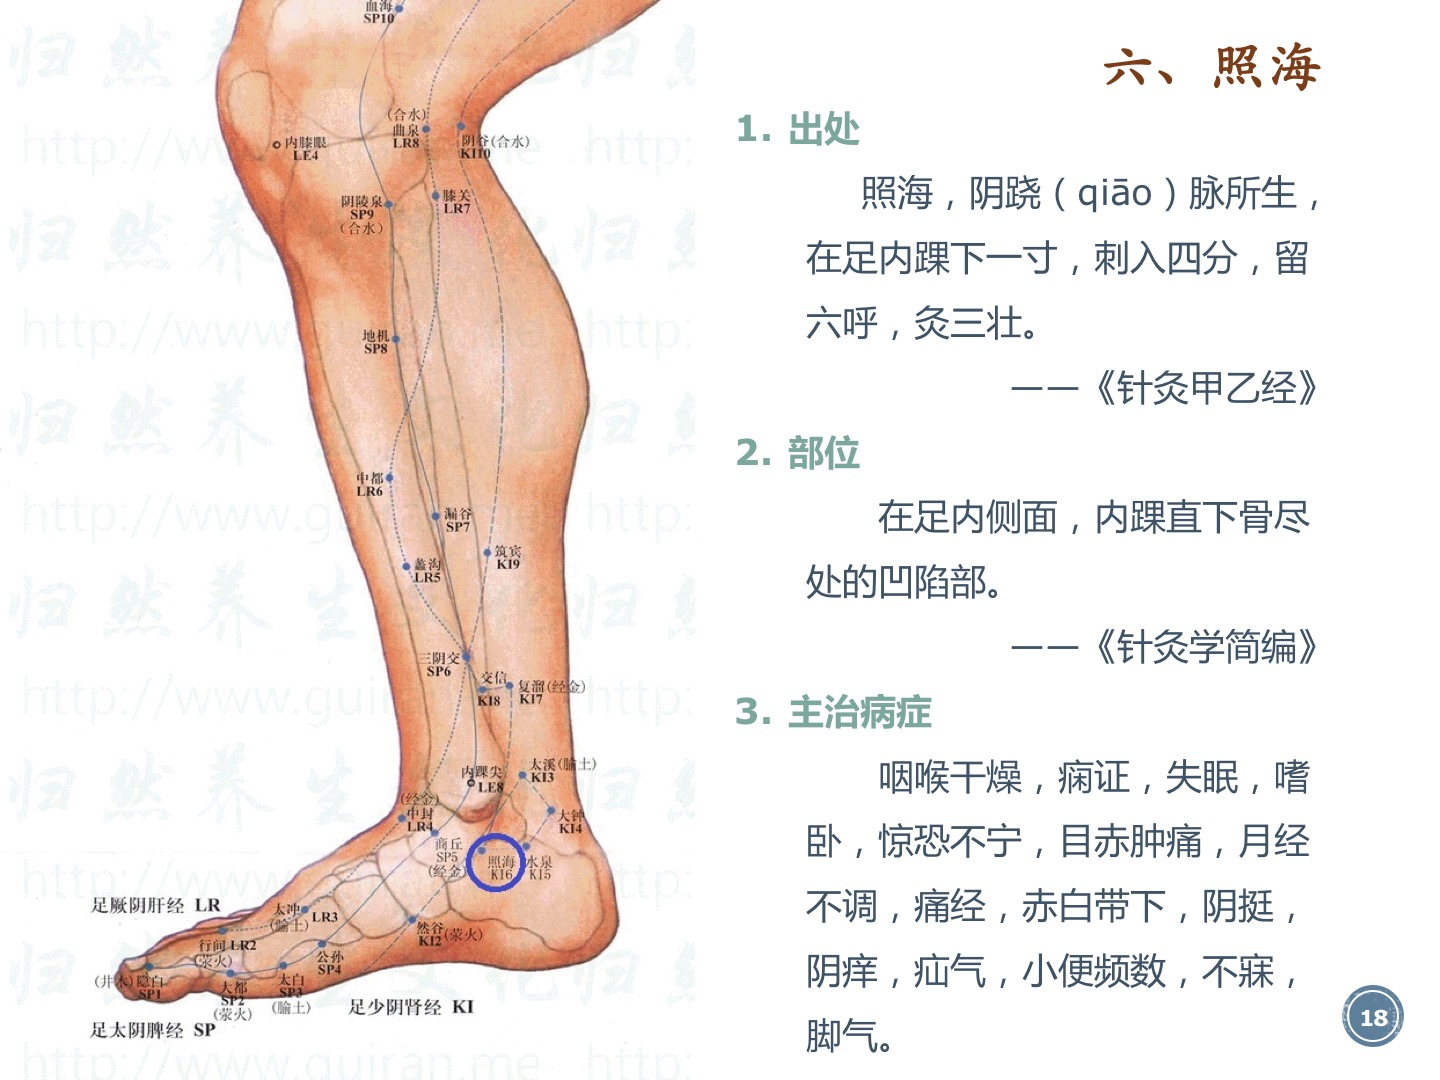 六、照海
1. 出处
照海，阴跷（qiāo）脉所生，
在足内踝下一寸，刺入四分，留
六呼，灸三壮。
——《针灸甲乙经》
2. 部位
在足内侧面，内踝直下骨尽
处的凹陷部。
——《针灸学简编》
3. 主治病症
咽喉干燥，痫证，失眠，嗜
卧，惊恐不宁，目赤肿痛，月经
不调，痛经，赤白带下，阴挺，
阴痒，疝气，小便频数，不寐，
脚气。
18
血海
SP10
内膝眼
LE4
(合水)
曲泉
LR8
阴谷(合水)
KI10
阴陵泉
SP9
(合水)
膝关
LR7
地机
SP8
中都
LR6
漏谷
SP7
蠡沟
LR5
筑宾
KI9
三阴交
SP6
交信
KI8
复溜(经金)
KI7
内踝尖
LE8
太溪(腧土)
KI3
(经金)
中封
LR4
大钟
KI4
商丘
SP5
(经金)
照海
KI6
水泉
KI5
足厥阴肝经 LR
太冲
(腧土)
LR3
然谷
KI2(荥火)
行间 LR2
(荥火)
公孙
SP4
(井木)隐白
SP1
大都
SP2
(荥火)
太白
SP3
(腧土)
足少阴肾经 KI
足太阴脾经 SP
归然养生文化
http://www.guiran.me